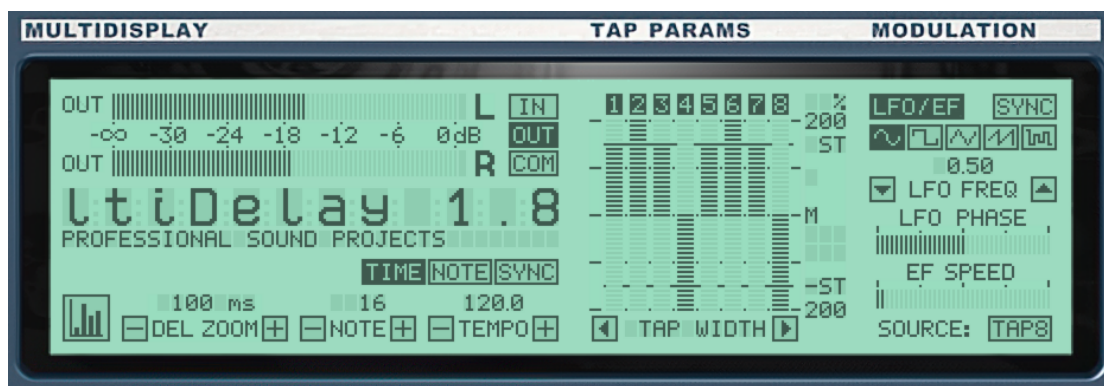 MULTIDISPLAY TAP PARAMS MODULATION
OUT L IN
-∞ -30 -24 -18 -12 -6 0dB OUT
OUT R COM
ltiDelay 1.8
PROFESSIONAL SOUND PROJECTS
TIME NOTE SYNC
100 ms 16 120.0
DEL ZOOM NOTE TEMPO
1 2 3 4 5 6 7 8 %
200
ST
M
-ST
-200
TAP WIDTH
LFO/EF SYNC
0.50
LFO FREQ
LFO PHASE
EF SPEED
SOURCE: TAP8